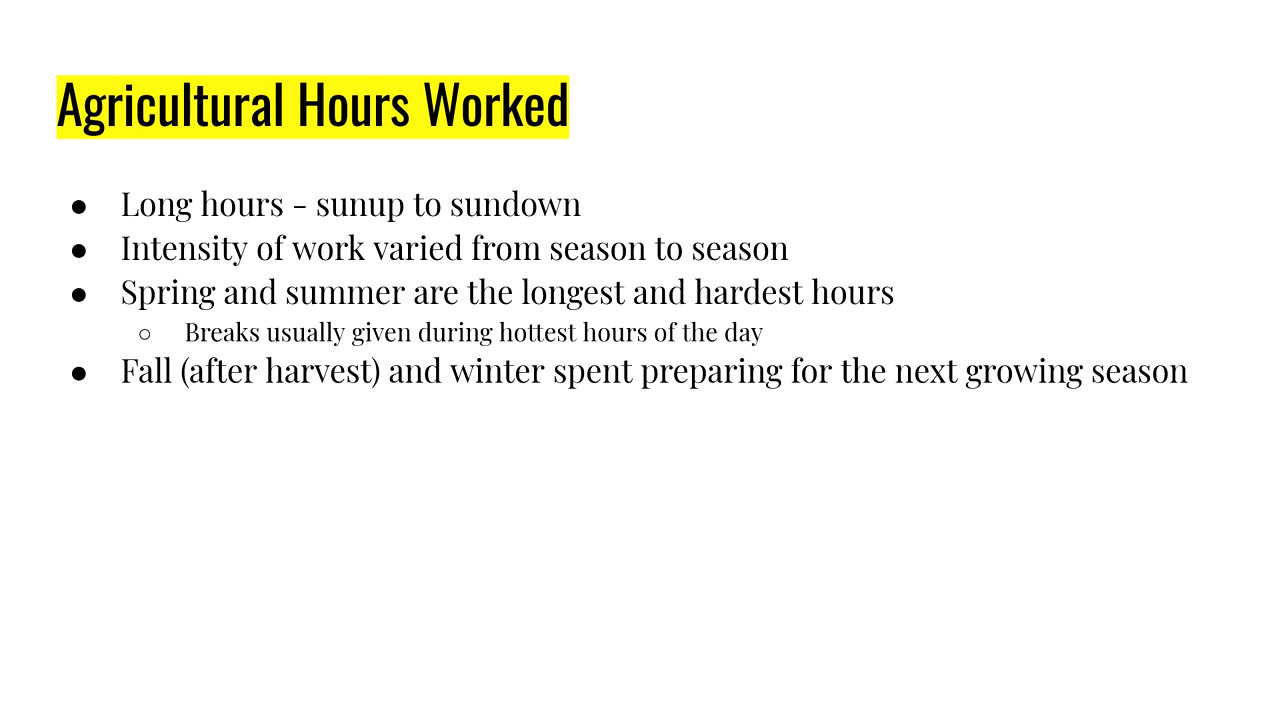 Agricultural Hours Worked
● Long hours - sunup to sundown
● Intensity of work varied from season to season
● Spring and summer are the longest and hardest hours
○ Breaks usually given during hottest hours of the day
● Fall (after harvest) and winter spent preparing for the next growing season